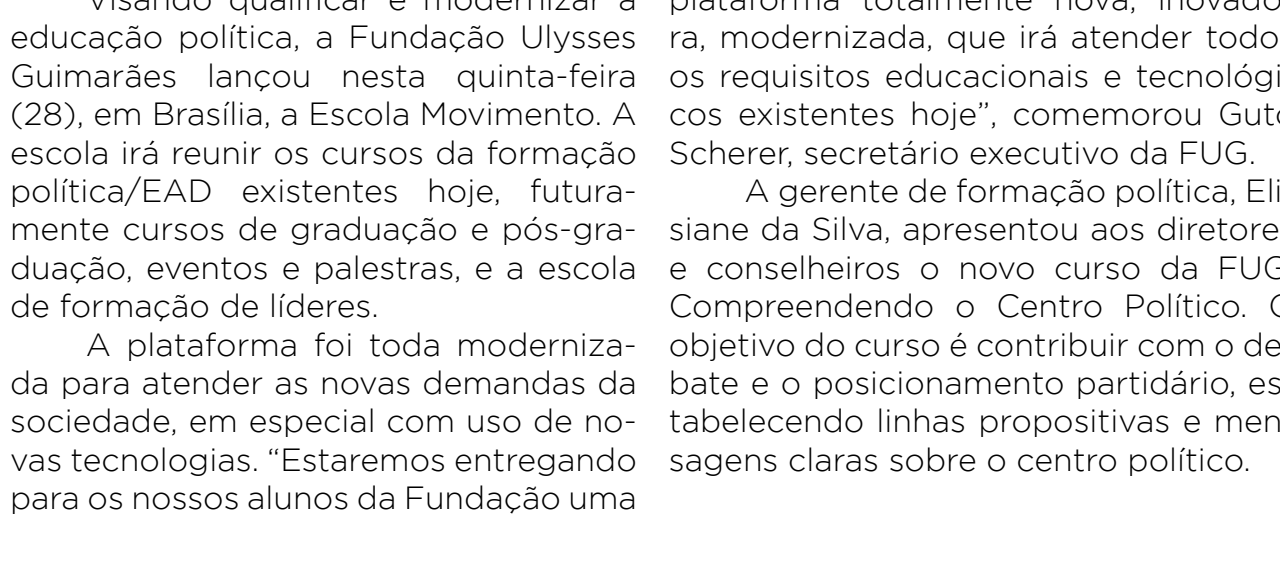 Visando qualificar e modernizar a
educação política, a Fundação Ulysses
Guimarães lançou nesta quinta-feira
(28), em Brasília, a Escola Movimento. A
escola irá reunir os cursos da formação
política/EAD existentes hoje, futura-
mente cursos de graduação e pós-gra-
duação, eventos e palestras, e a escola
de formação de líderes.
A plataforma foi toda moderniza-
da para atender as novas demandas da
sociedade, em especial com uso de no-
vas tecnologias. “Estaremos entregando
para os nossos alunos da Fundação uma
plataforma totalmente nova, inovado
ra, modernizada, que irá atender todo
os requisitos educacionais e tecnológi
cos existentes hoje”, comemorou Guto
Scherer, secretário executivo da FUG.
A gerente de formação política, Eli
siane da Silva, apresentou aos diretore
e conselheiros o novo curso da FUG
Compreendendo o Centro Político. O
objetivo do curso é contribuir com o de
bate e o posicionamento partidário, es
tabelecendo linhas propositivas e men
sagens claras sobre o centro político.